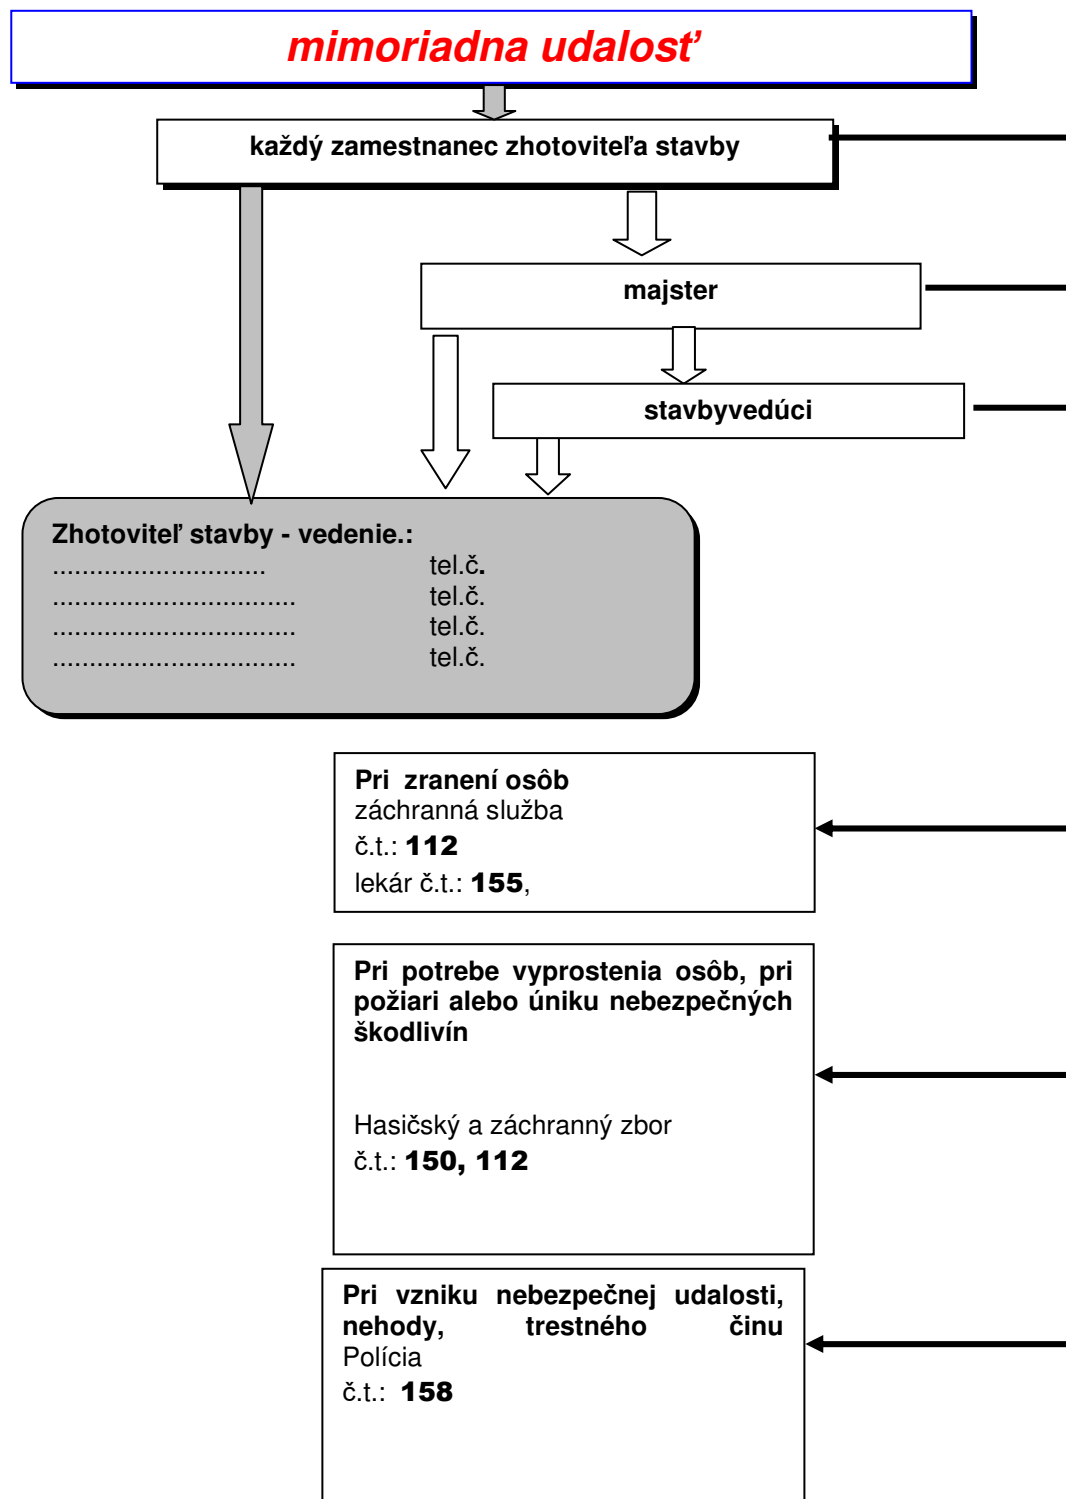 mimoriadna udalosť
každý zamestnanec zhotoviteľa stavby
majster
stavbyvedúci
Zhotoviteľ stavby - vedenie.:
............................. tel.č.
................................. tel.č.
................................. tel.č.
................................. tel.č.
Pri zranení osôb
záchranná služba
č.t.: 112
lekár č.t.: 155,
Pri potrebe vyprostenia osôb, pri
požiari alebo úniku nebezpečných
škodlivín
Hasičský a záchranný zbor
č.t.: 150, 112
Pri vzniku nebezpečnej udalosti,
nehody, trestného činu
Polícia
č.t.: 158